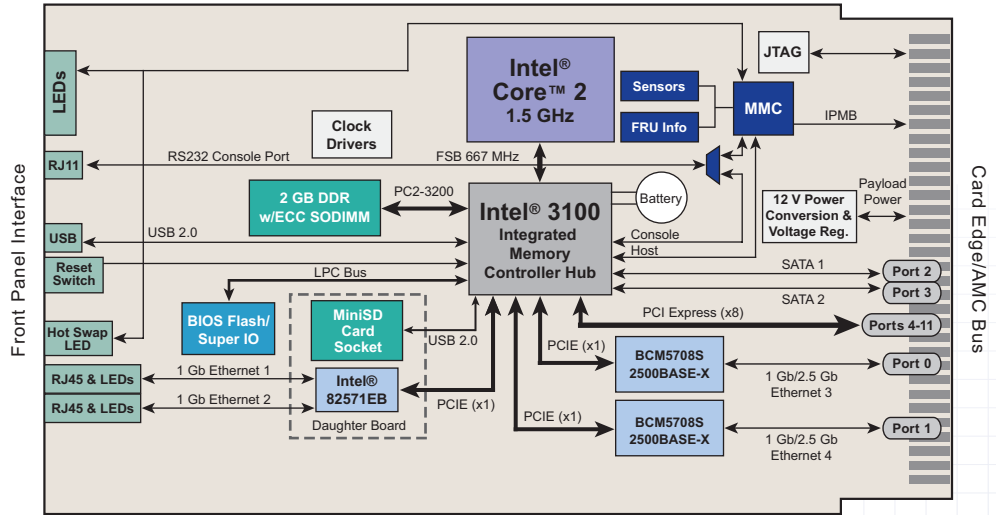 Front Panel Interface
LEDs
RJ11
USB
Reset
Switch
Hot Swap
LED
RJ45 & LEDs
RJ45 & LEDs
Clock
Drivers
Intel®
Core™ 2
1.5 GHz
Sensors
FRU Info
MMC
JTAG
IPMB
RS232 Console Port
FSB 667 MHz
2 GB DDR
w/ECC SODIMM
PC2-3200
Intel® 3100
Integrated
Memory
Controller Hub
Battery
12 V Power
Conversion &
Voltage Reg.
Payload
Power
USB 2.0
Console
Host
LPC Bus
SATA 1
SATA 2
Port 2
Port 3
PCI Express (x8)
Ports 4-11
BIOS Flash/
Super IO
MiniSD
Card
Socket
USB 2.0
1 Gb Ethernet 1
1 Gb Ethernet 2
Intel®
82571EB
Daughter Board
PCIE (x1)
PCIE (x1)
BCM5708S
2500BASE-X
1 Gb/2.5 Gb
Ethernet 3
Port 0
PCIE (x1)
BCM5708S
2500BASE-X
1 Gb/2.5 Gb
Ethernet 4
Port 1
Card Edge/AMC Bus